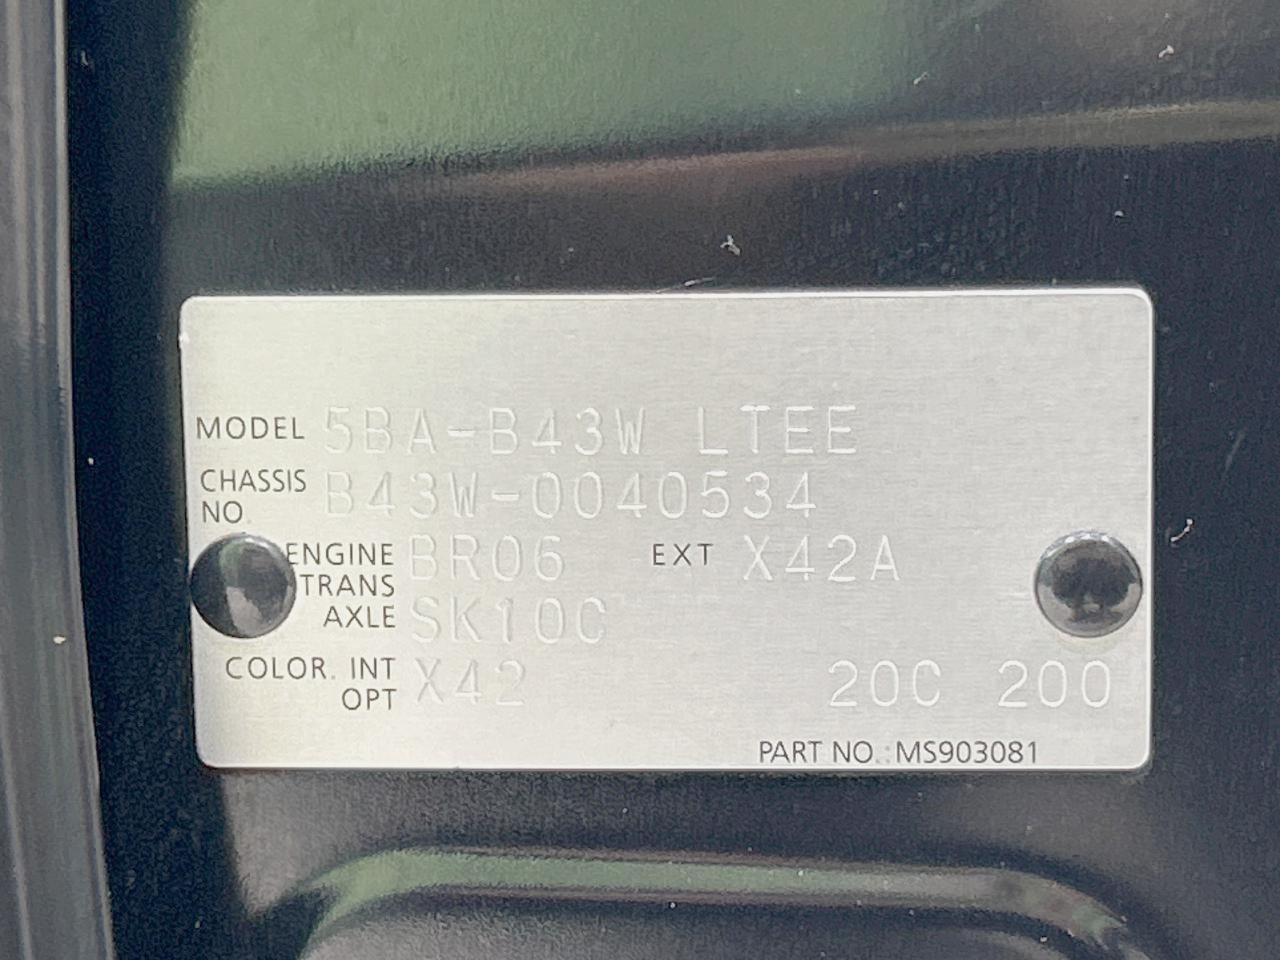 MODEL 5BA-B43W LTEE
CHASSIS NO. B43W-0040534
ENGINE BR06 EXT X42A
TRANS AXLE SK10C
COLOR. INT OPT X42 20C 200
PART NO.:MS903081